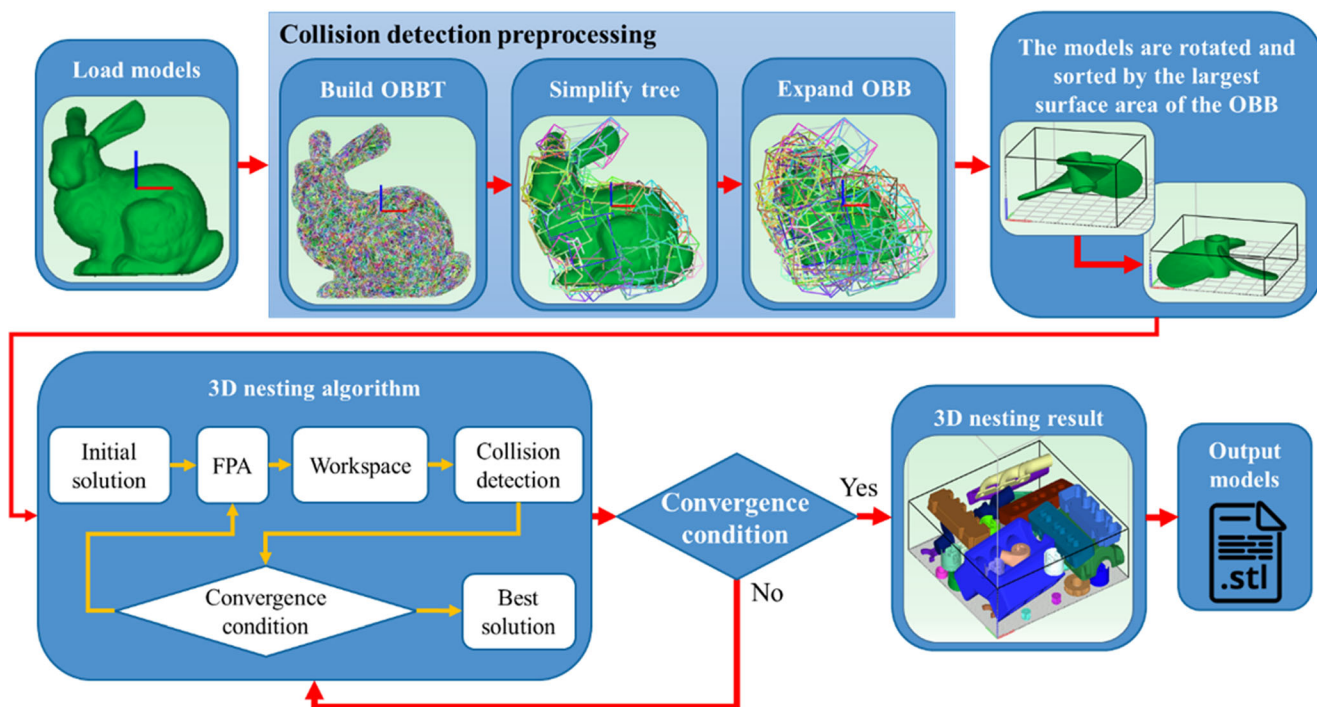 Collision detection preprocessing
Load models
Build OBBT
Simplify tree
Expand OBB
The models are rotated and
sorted by the largest
surface area of the OBB
3D nesting algorithm
Initial
solution
FPA
Workspace
Collision
detection
Convergence
condition
Best
solution
Convergence
condition
Yes
No
3D nesting result
Output
models
.stl